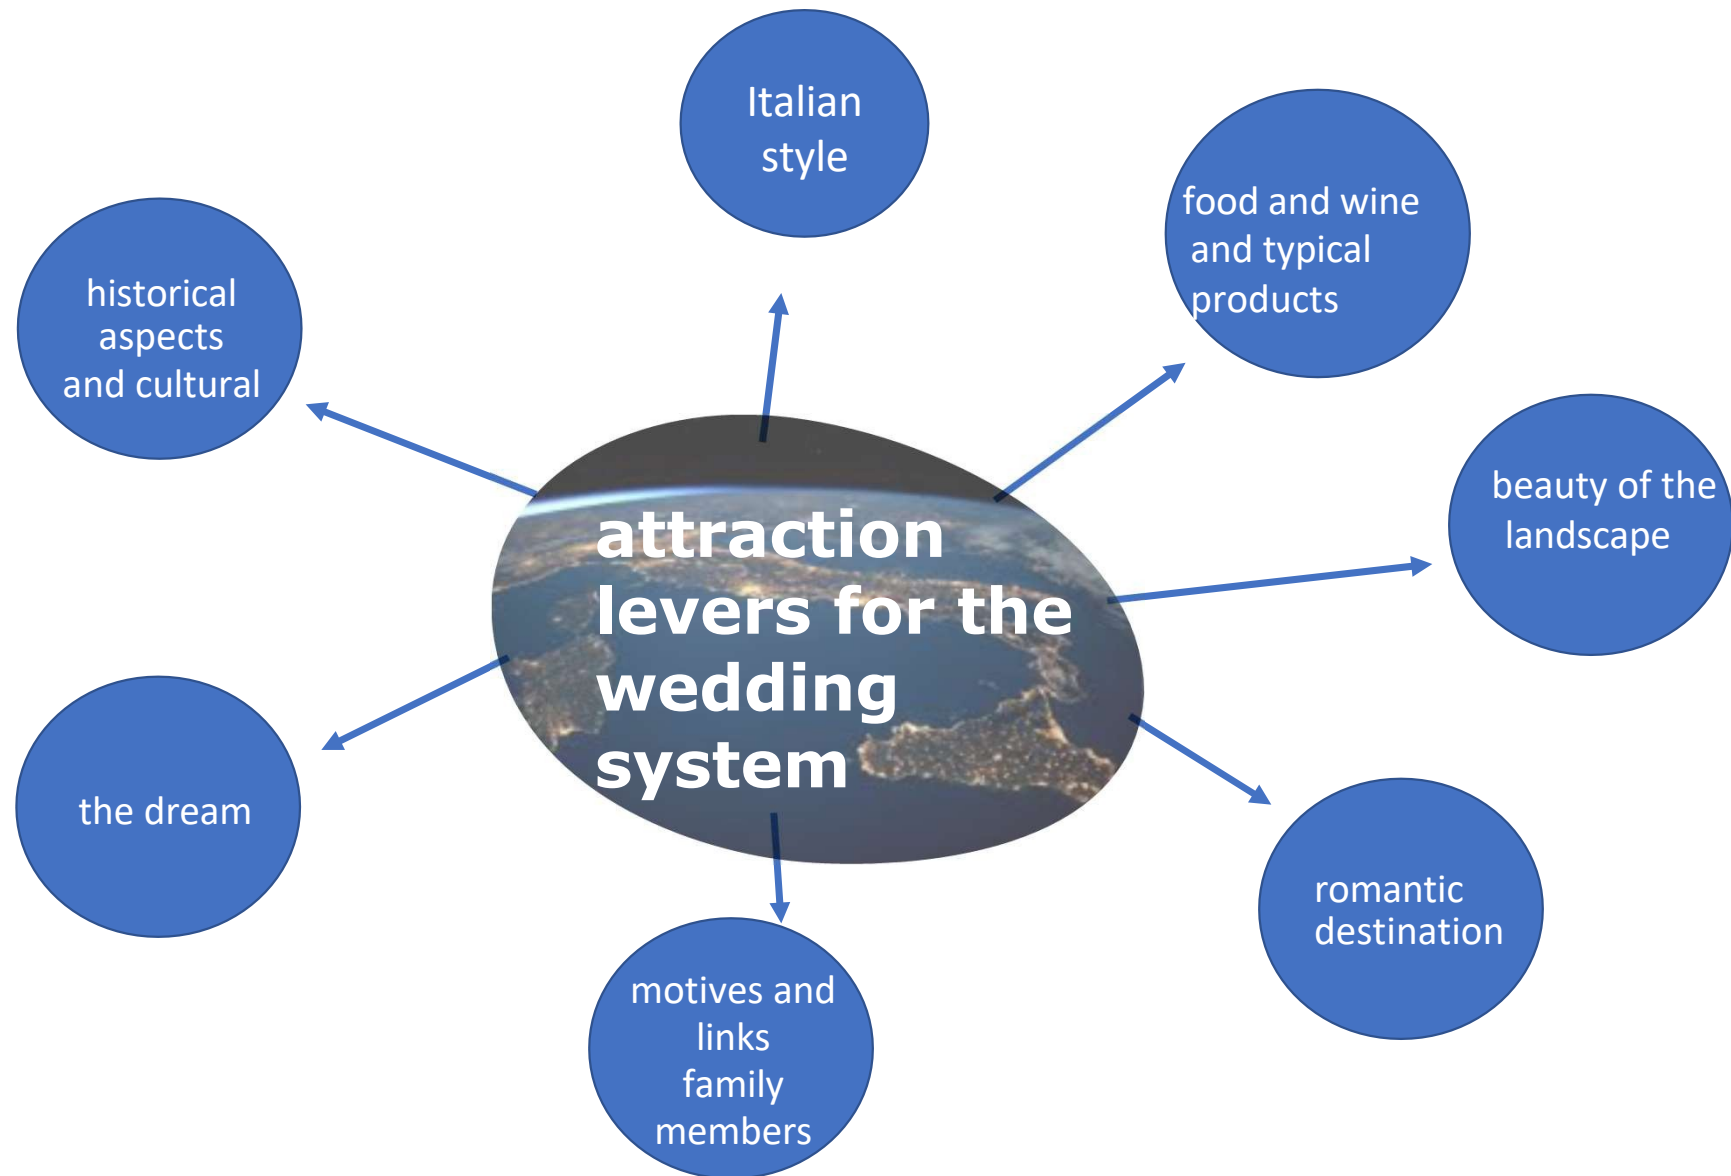 Italian
style
food and wine
and typical
products
historical
aspects
and cultural
beauty of the
landscape
attraction
levers for the
wedding
system
the dream
romantic
destination
motives and
links
family
members